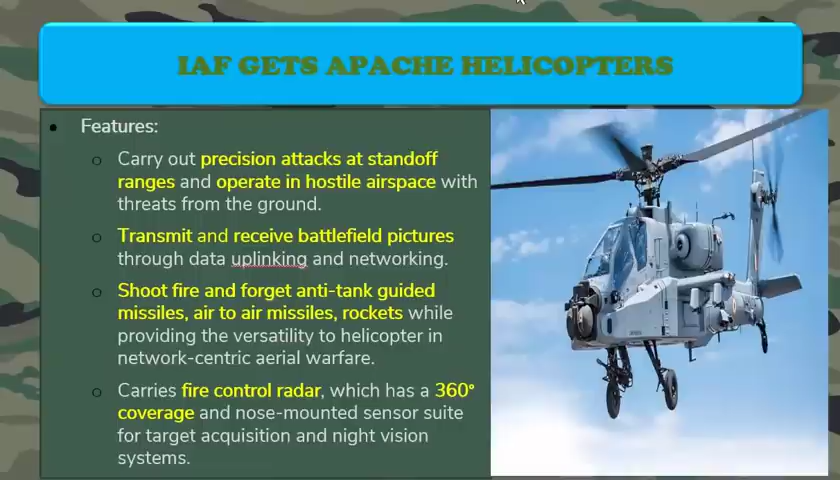 IAF GETS APACHE HELICOPTERS
• Features:
o Carry out precision attacks at standoff
ranges and operate in hostile airspace with
threats from the ground.
o Transmit and receive battlefield pictures
through data uplinking and networking.
o Shoot fire and forget anti-tank guided
missiles, air to air missiles, rockets while
providing the versatility to helicopter in
network-centric aerial warfare.
o Carries fire control radar, which has a 360°
coverage and nose-mounted sensor suite
for target acquisition and night vision
systems.